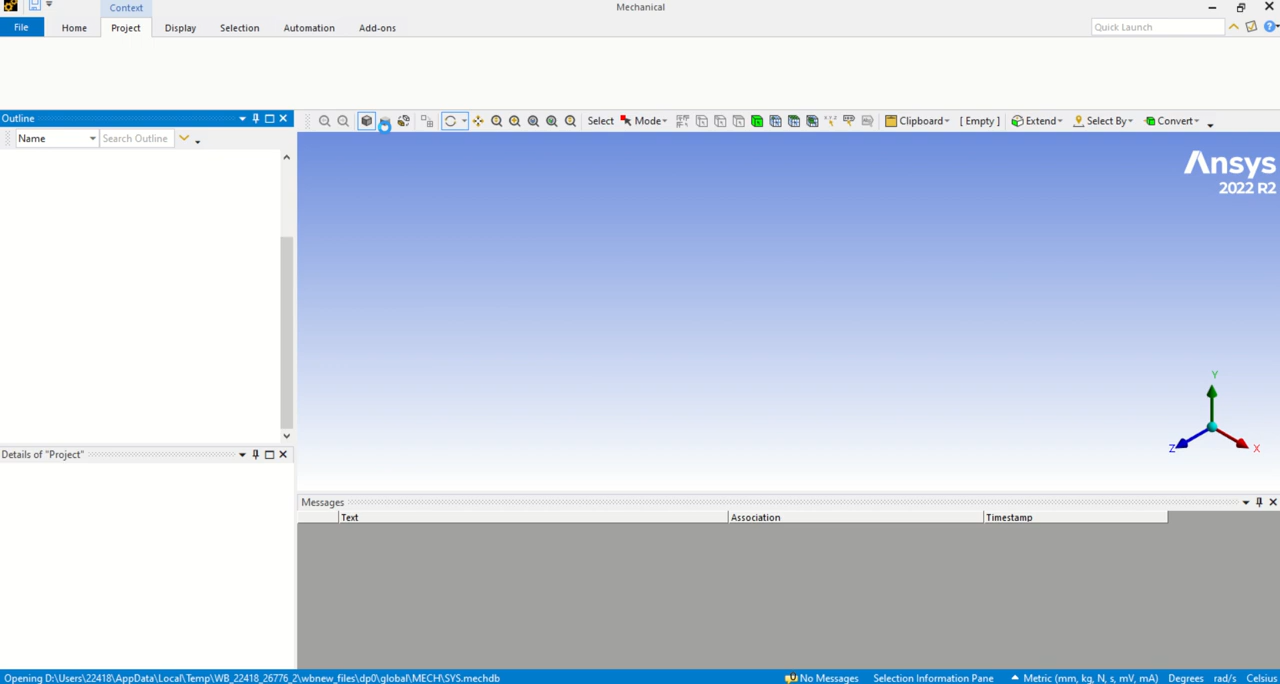 Context
Mechanical
File Home Project Display Selection Automation Add-ons
Quick Launch
Outline
Name Search Outline
Select Mode Clipboard [ Empty ] Extend Select By Convert
Ansys
2022 R2
Y
Z X
Details of "Project"
Messages
Text Association Timestamp
Opening D:\Users\22418\AppData\Local\Temp\WB_22418_26776_2\wbnew_files\dp0\global\MECH\SYS.mechdb No Messages Selection Information Pane Metric (mm, kg, N, s, mV, mA) Degrees rad/s Celsius